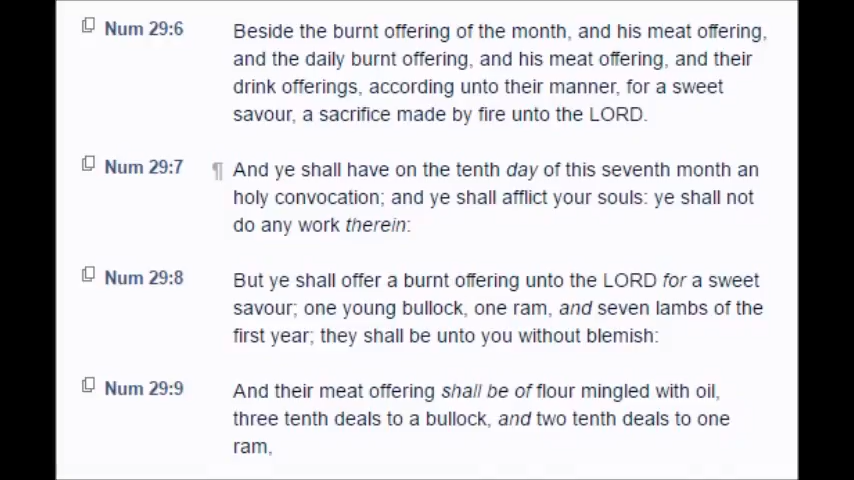 Num 29:6 Beside the burnt offering of the month, and his meat offering,
and the daily burnt offering, and his meat offering, and their
drink offerings, according unto their manner, for a sweet
savour, a sacrifice made by fire unto the LORD.
Num 29:7 ¶ And ye shall have on the tenth day of this seventh month an
holy convocation; and ye shall afflict your souls: ye shall not
do any work therein:
Num 29:8 But ye shall offer a burnt offering unto the LORD for a sweet
savour; one young bullock, one ram, and seven lambs of the
first year; they shall be unto you without blemish:
Num 29:9 And their meat offering shall be of flour mingled with oil,
three tenth deals to a bullock, and two tenth deals to one
ram,